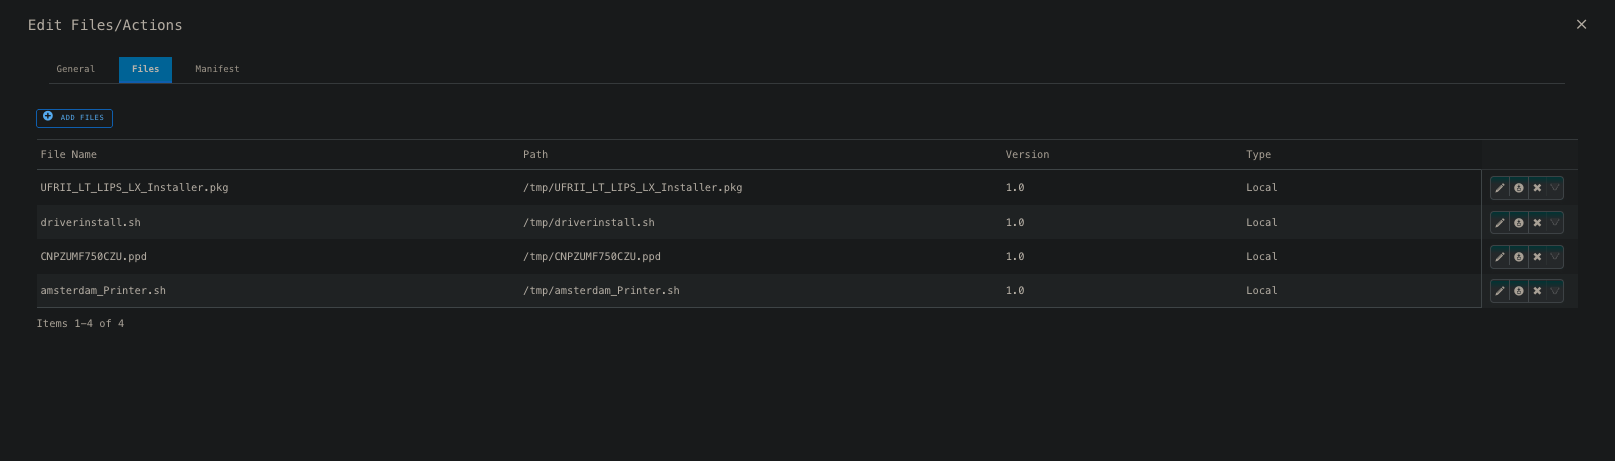 Edit Files/Actions
General Files Manifest
ADD FILES
File Name Path Version Type
UFRII_LT_LIPS_LX_Installer.pkg /tmp/UFRII_LT_LIPS_LX_Installer.pkg 1.0 Local
driverinstall.sh /tmp/driverinstall.sh 1.0 Local
CNPZUMF750CZU.ppd /tmp/CNPZUMF750CZU.ppd 1.0 Local
amsterdam_Printer.sh /tmp/amsterdam_Printer.sh 1.0 Local
Items 1–4 of 4